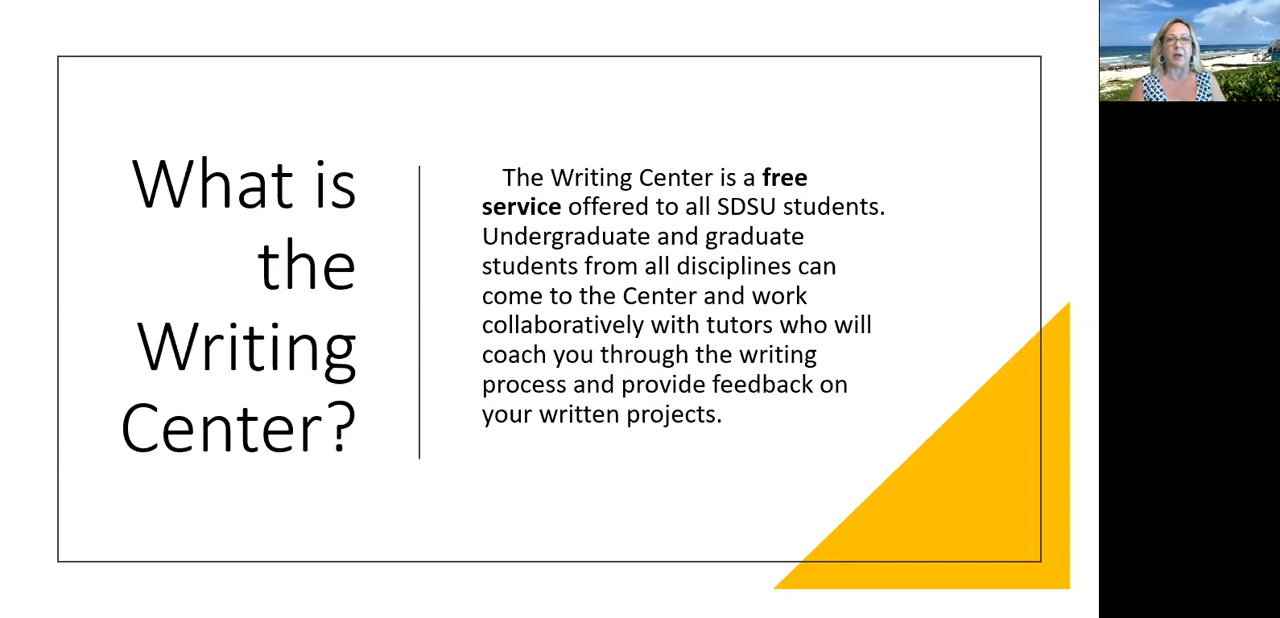 What is
the
Writing
Center?
The Writing Center is a free
service offered to all SDSU students.
Undergraduate and graduate
students from all disciplines can
come to the Center and work
collaboratively with tutors who will
coach you through the writing
process and provide feedback on
your written projects.